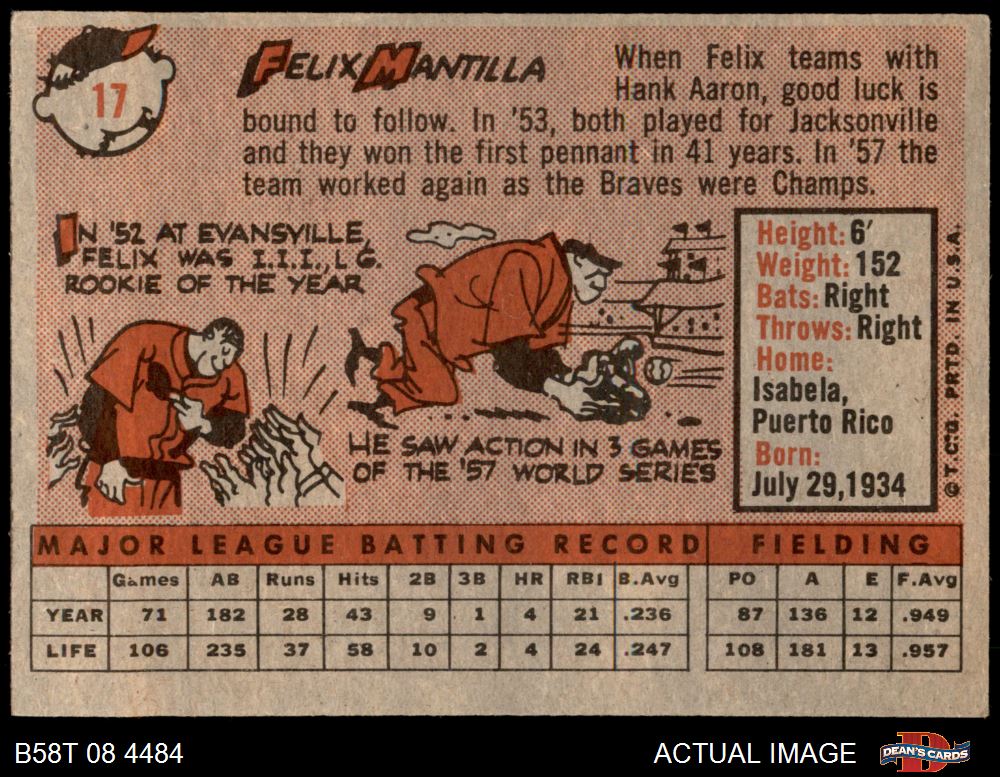 17
FELIX MANTILLA
When Felix teams with
Hank Aaron, good luck is
bound to follow. In '53, both played for Jacksonville
and they won the first pennant in 41 years. In '57 the
team worked again as the Braves were Champs.
IN '52 AT EVANSVILLE,
FELIX WAS I.I.I., L G.
ROOKIE OF THE YEAR
HE SAW ACTION IN 3 GAMES
OF THE '57 WORLD SERIES
Height: 6'
Weight: 152
Bats: Right
Throws: Right
Home:
Isabela,
Puerto Rico
Born:
July 29,1934
© T.C.G. PRTD. IN U.S.A.
MAJOR LEAGUE BATTING RECORD FIELDING
Games AB Runs Hits 2B 3B HR RBI B.Avg PO A E F.Avg
YEAR 71 182 28 43 9 1 4 21 .236 87 136 12 .949
LIFE 106 235 37 58 10 2 4 24 .247 108 181 13 .957
B58T 08 4484 ACTUAL IMAGE DEAN'S CARDS